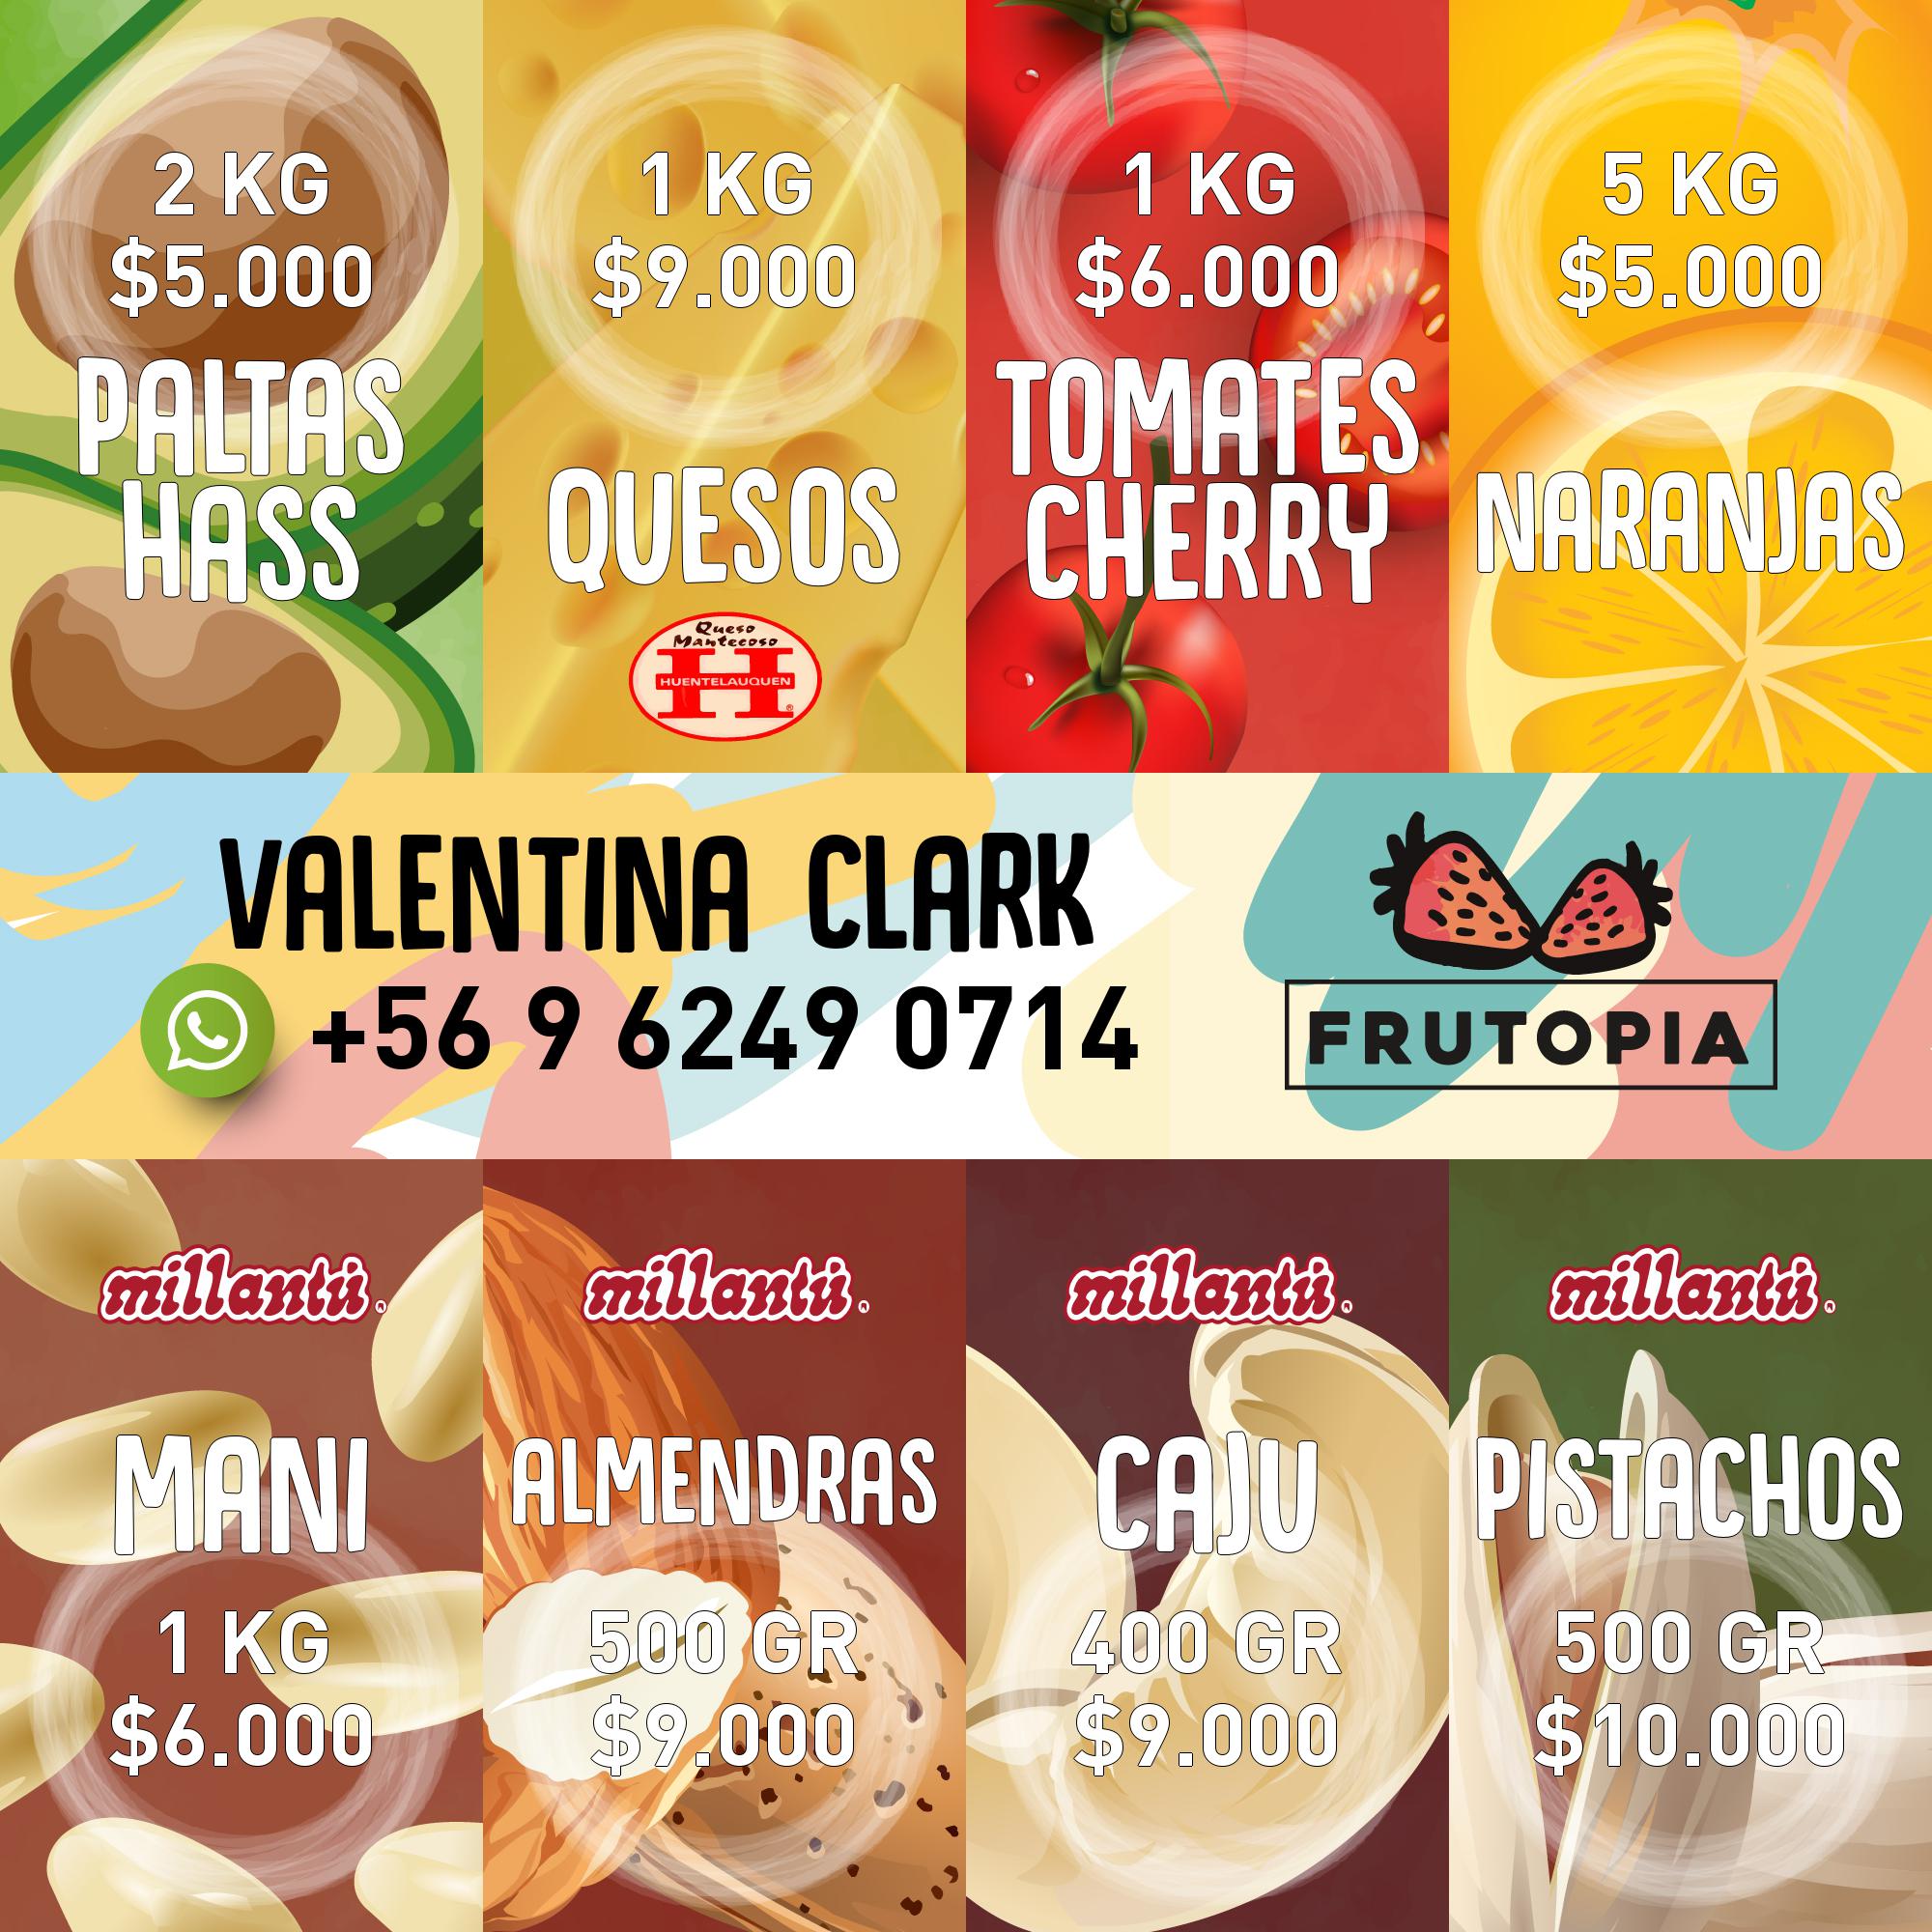 2 KG
$5.000
PALTAS
HASS
1 KG
$9.000
QUESOS
Queso
Mantecoso
H
HUENTELAUQUEN
®
1 KG
$6.000
TOMATES
CHERRY
5 KG
$5.000
NARANJAS
VALENTINA CLARK
+56 9 6249 0714
FRUTOPIA
millantú®
MANI
1 KG
$6.000
millantú®
ALMENDRAS
500 GR
$9.000
millantú®
CAJU
400 GR
$9.000
millantú®
PISTACHOS
500 GR
$10.000